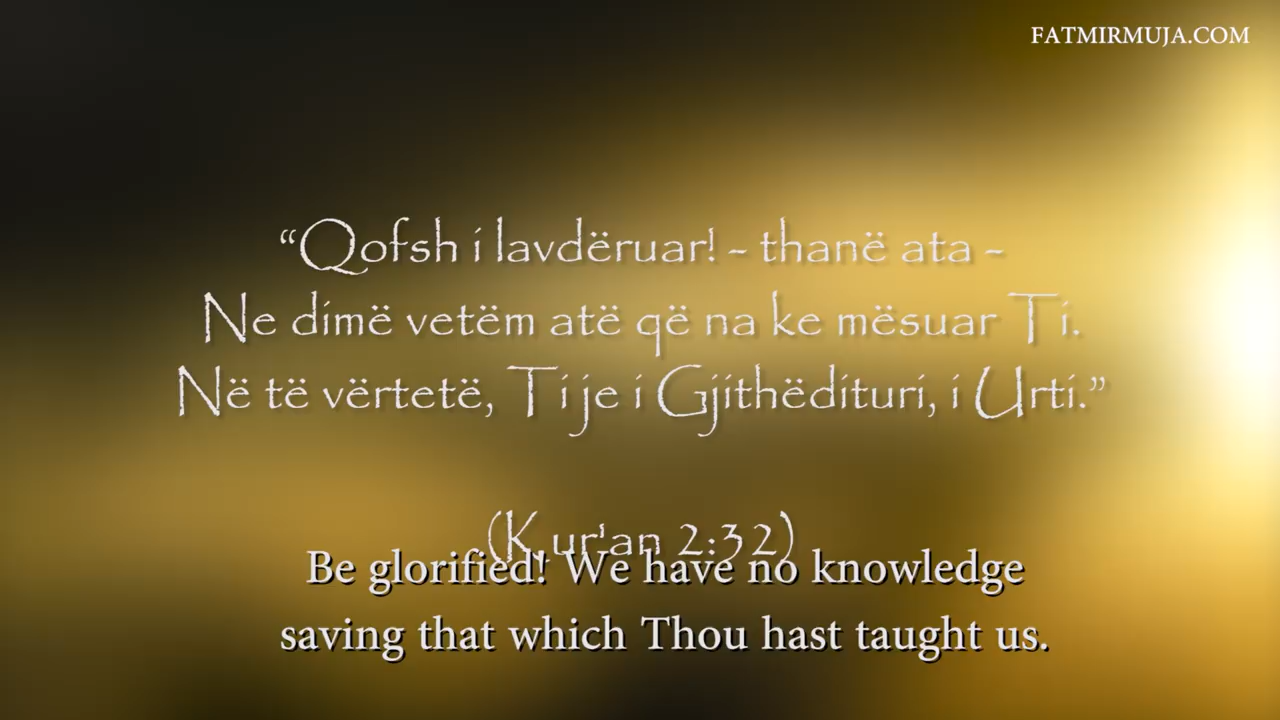 FATMIRMUJA.COM
“Qofsh i lavdëruar! - thanë ata -
Ne dimë vetëm atë që na ke mësuar Ti.
Në të vërtetë, Ti je i Gjithëdituri, i Urti.”
(Kur'an 2:32)
Be glorified! We have no knowledge
saving that which Thou hast taught us.